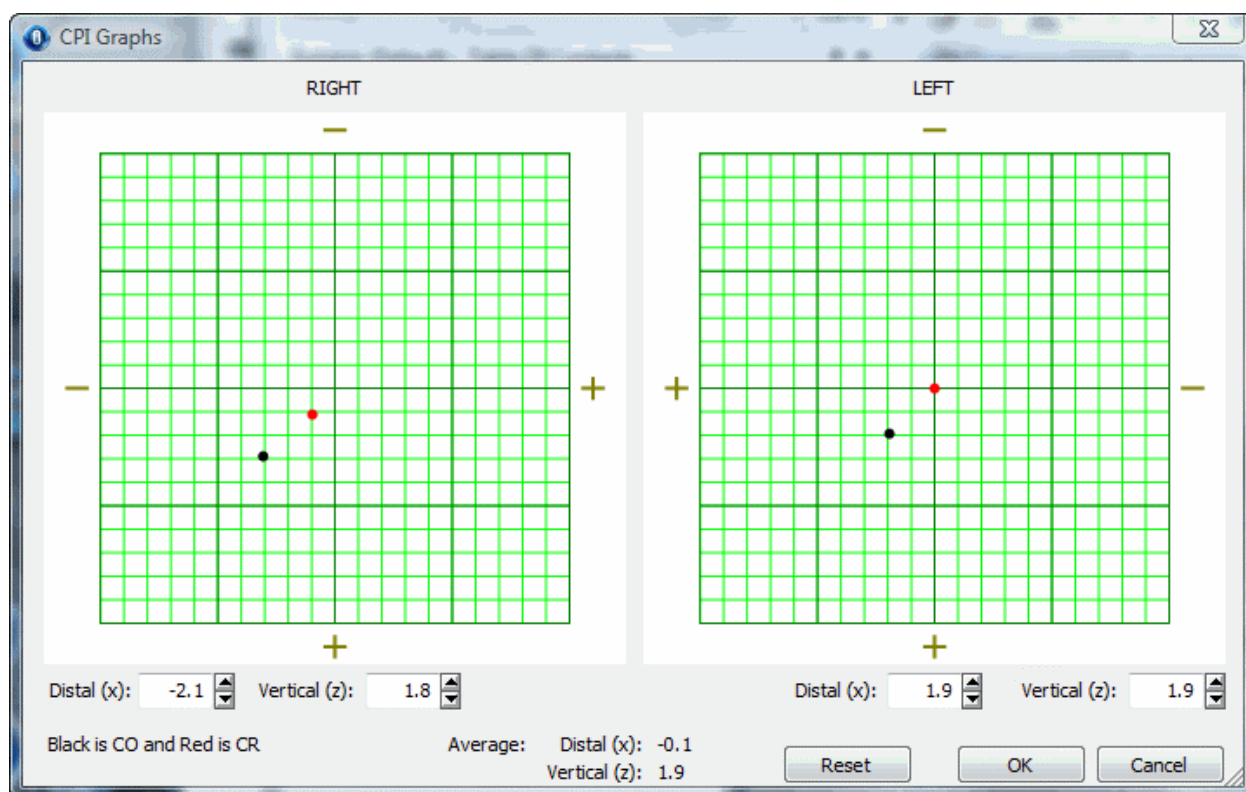 CPI Graphs
RIGHT LEFT
− −
− + + −
+ +
Distal (x): -2.1 Vertical (z): 1.8 Distal (x): 1.9 Vertical (z): 1.9
Black is CO and Red is CR Average: Distal (x): -0.1
Vertical (z): 1.9
Reset OK Cancel